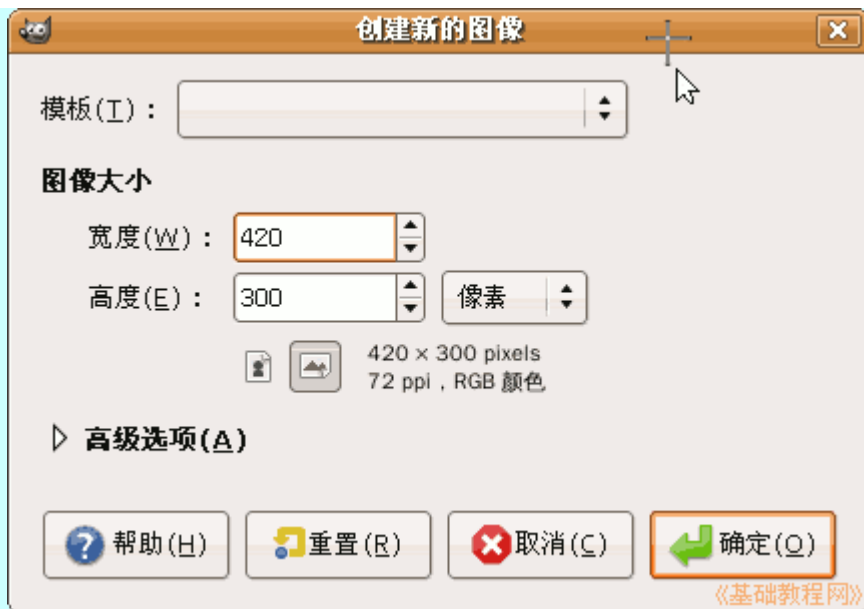 创建新的图像
模板(T)：
图像大小
宽度(W)： 420
高度(E)： 300 像素
420 × 300 pixels
72 ppi，RGB 颜色
高级选项(A)
帮助(H) 重置(R) 取消(C) 确定(O)
《基础教程网》